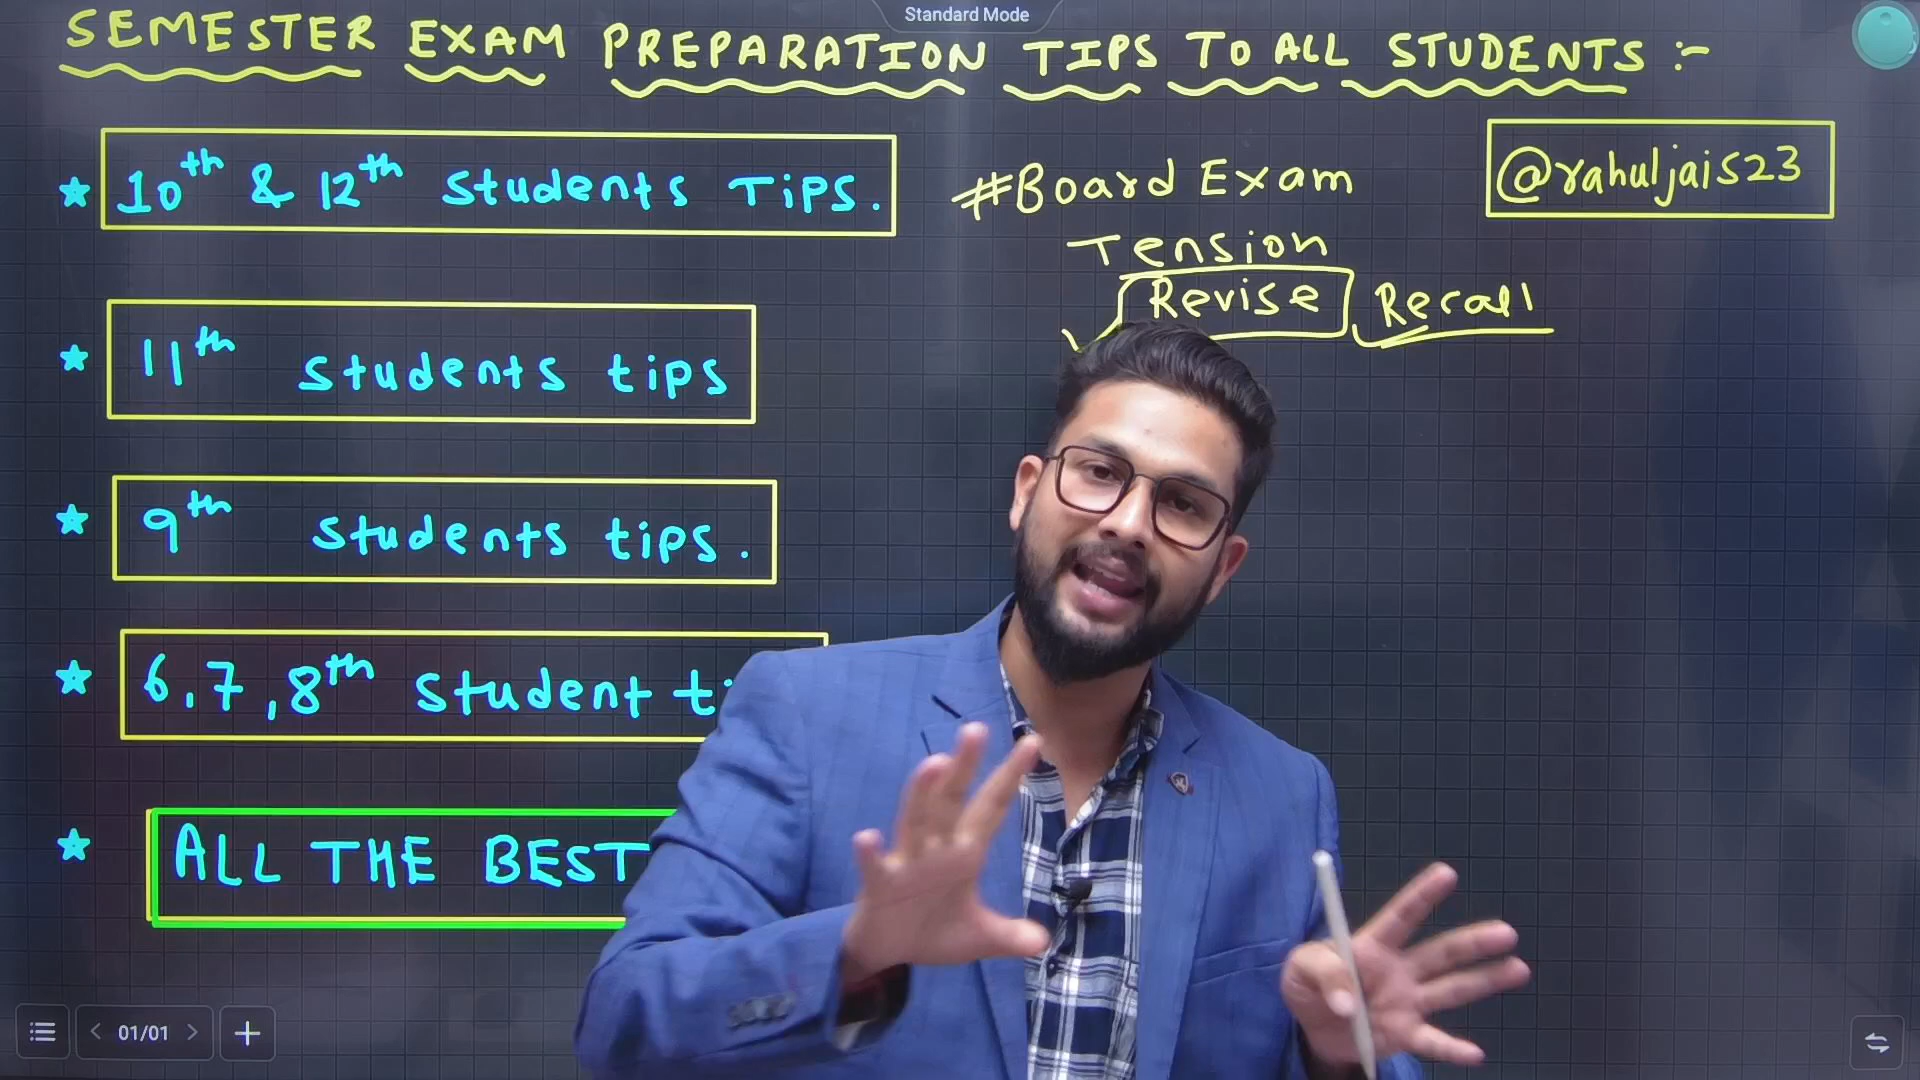 Standard Mode
SEMESTER EXAM PREPARATION TIPS TO ALL STUDENTS :-
10th & 12th Students Tips.
#Board Exam
@rahuljais23
Tension
Revise Recall
11th students tips
9th students tips.
6,7,8th student
ALL THE BEST
01/01